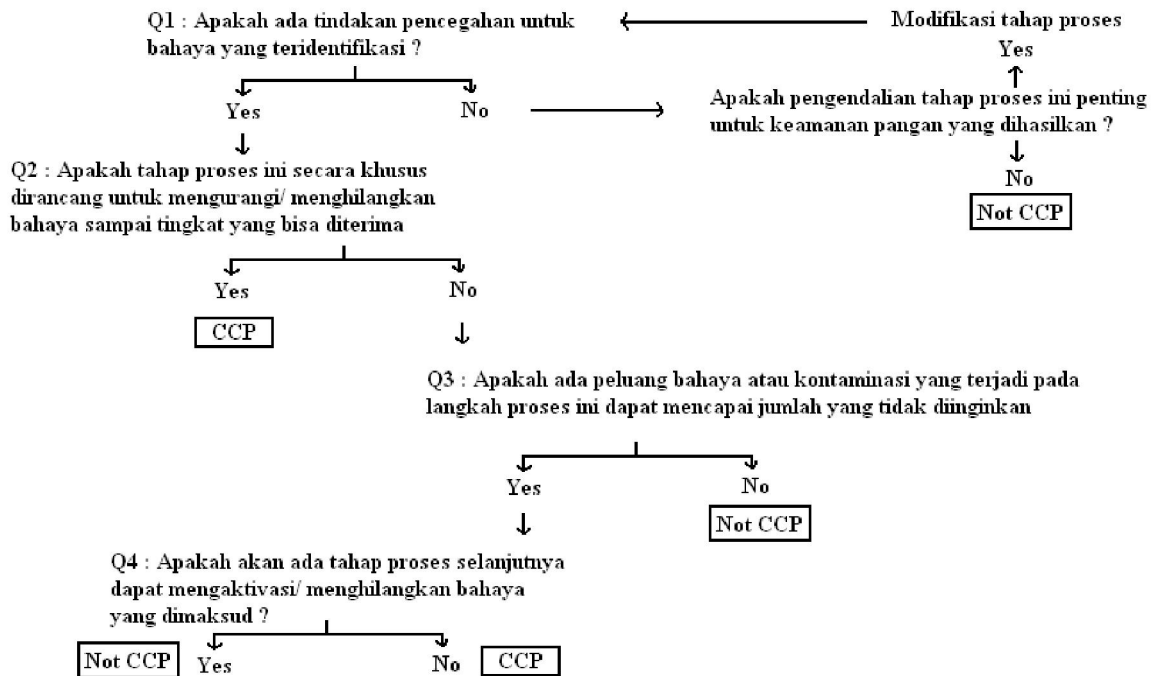 Q1 : Apakah ada tindakan pencegahan untuk
bahaya yang teridentifikasi ?
Modifikasi tahap proses
Yes
Yes
No
Apakah pengendalian tahap proses ini penting
untuk keamanan pangan yang dihasilkan ?
No
Not CCP
Q2 : Apakah tahap proses ini secara khusus
dirancang untuk mengurangi/ menghilangkan
bahaya sampai tingkat yang bisa diterima
Yes
No
CCP
Q3 : Apakah ada peluang bahaya atau kontaminasi yang terjadi pada
langkah proses ini dapat mencapai jumlah yang tidak diinginkan
Yes
No
Not CCP
Q4 : Apakah akan ada tahap proses selanjutnya
dapat mengaktivasi/ menghilangkan bahaya
yang dimaksud ?
Not CCP
Yes
No
CCP